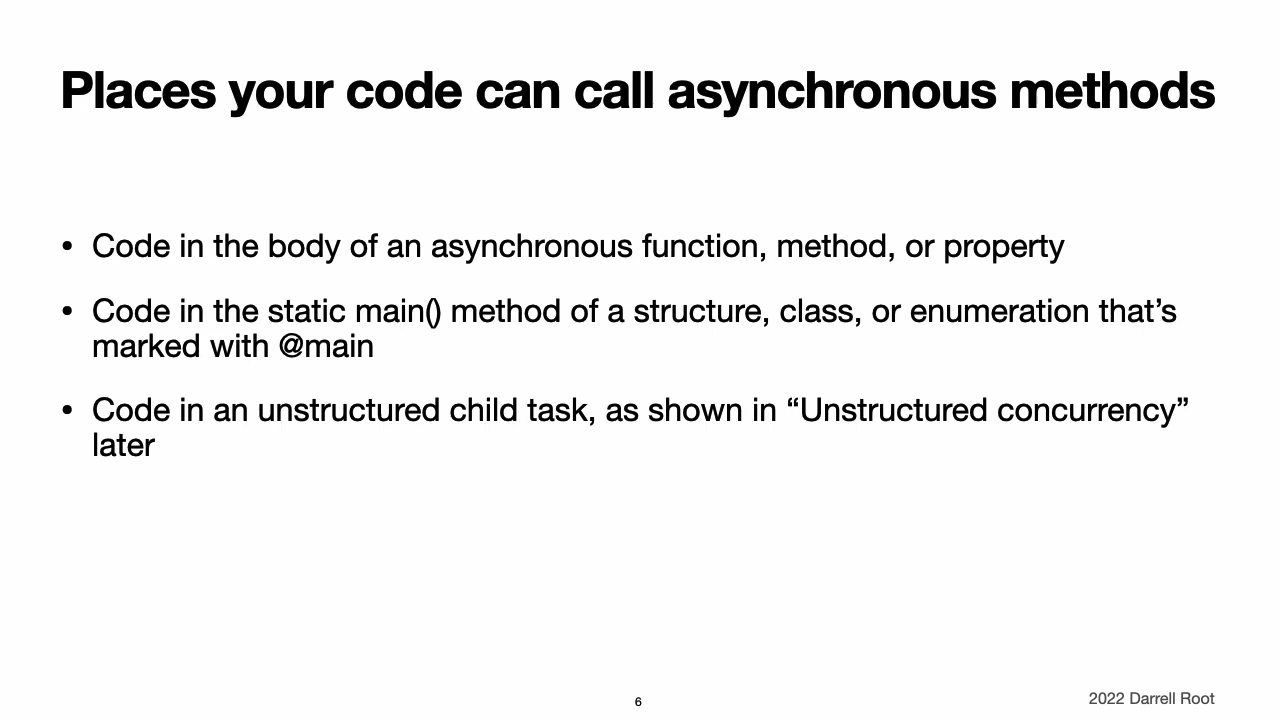 Places your code can call asynchronous methods
• Code in the body of an asynchronous function, method, or property
• Code in the static main() method of a structure, class, or enumeration that’s
marked with @main
• Code in an unstructured child task, as shown in “Unstructured concurrency”
later
6
2022 Darrell Root